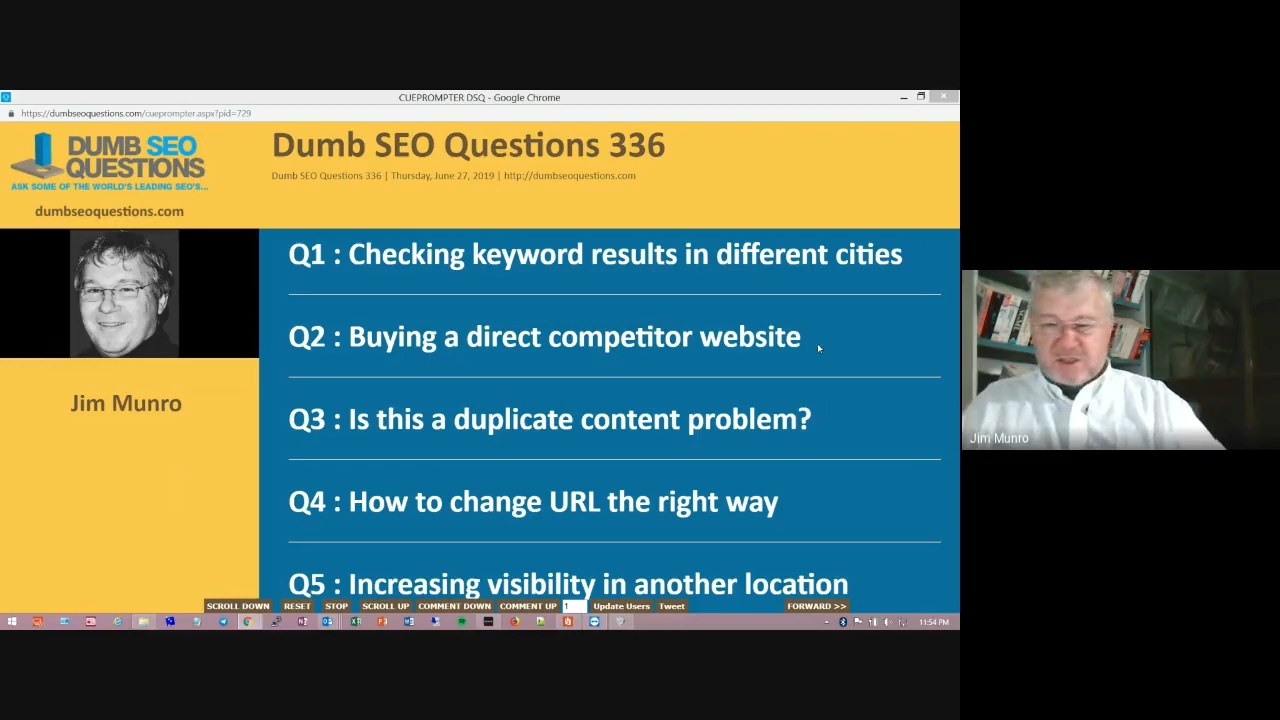 CUEPROMPTER DSQ - Google Chrome
https://dumbseoquestions.com/cueprompter.aspx?pid=729
DUMB SEO
QUESTIONS
ASK SOME OF THE WORLD'S LEADING SEO'S...
dumbseoquestions.com
Dumb SEO Questions 336
Dumb SEO Questions 336 | Thursday, June 27, 2019 | http://dumbseoquestions.com
Jim Munro
Q1 : Checking keyword results in different cities
Q2 : Buying a direct competitor website
Q3 : Is this a duplicate content problem?
Q4 : How to change URL the right way
Q5 : Increasing visibility in another location
SCROLL DOWN RESET STOP SCROLL UP COMMENT DOWN COMMENT UP 1 Update Users Tweet FORWARD >>
11:54 PM
Jim Munro